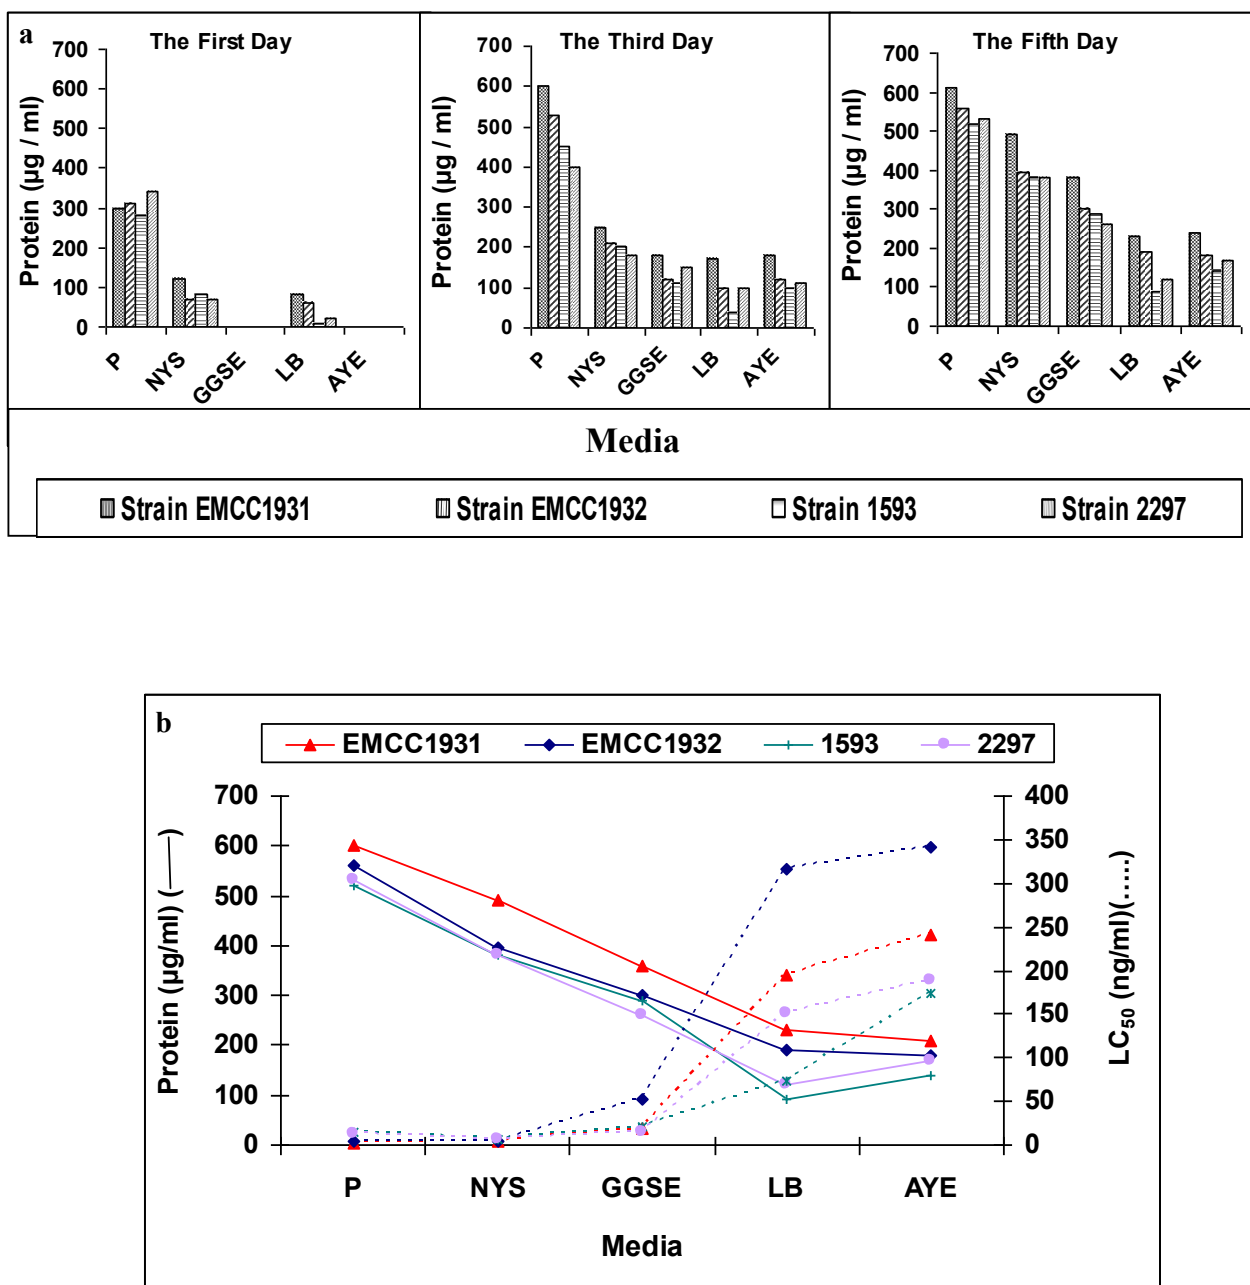 a
The First Day
The Third Day
The Fifth Day
Protein (µg / ml)
700
600
500
400
300
200
100
0
P
NYS
GGSE
LB
AYE
Protein (µg / ml)
700
600
500
400
300
200
100
0
P
NYS
GGSE
LB
AYE
Protein (µg / ml)
700
600
500
400
300
200
100
0
P
NYS
GGSE
LB
AYE
Media
Strain EMCC1931 Strain EMCC1932 Strain 1593 Strain 2297
b
EMCC1931 EMCC1932 1593 2297
Protein (µg/ml) (——)
700
600
500
400
300
200
100
0
400
350
300
250
200
150
100
50
0
LC50 (ng/ml)(.....)
P NYS GGSE LB AYE
Media